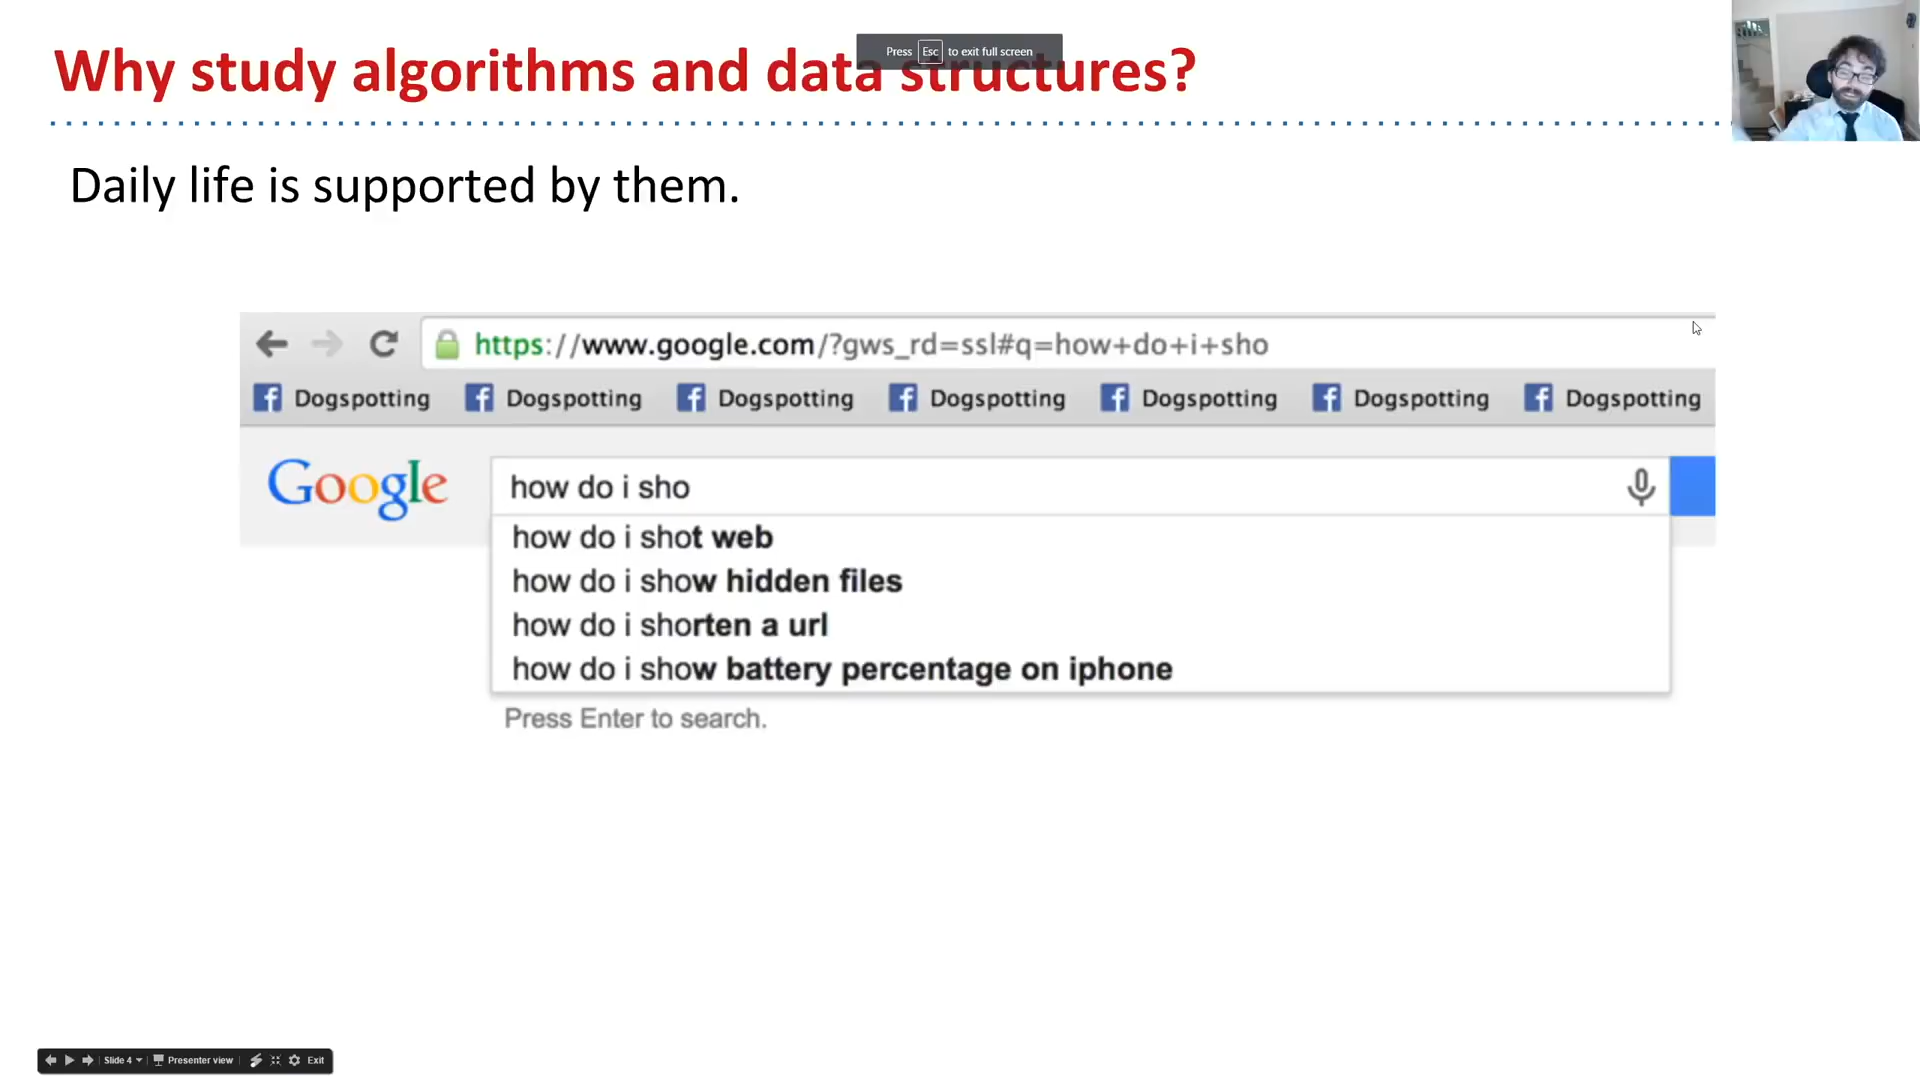 Why study algorithms and data structures?
Press Esc to exit full screen
Daily life is supported by them.
https://www.google.com/?gws_rd=ssl#q=how+do+i+sho
Dogspotting Dogspotting Dogspotting Dogspotting Dogspotting Dogspotting Dogspotting
Google how do i sho
how do i shot web
how do i show hidden files
how do i shorten a url
how do i show battery percentage on iphone
Press Enter to search.
Slide 4 Presenter view Exit